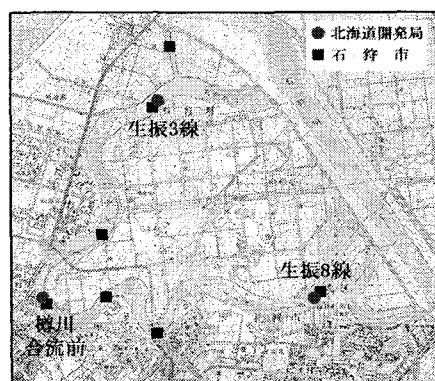 北海道開発局
石狩市
生振3線
生振8線
樽川
合流前